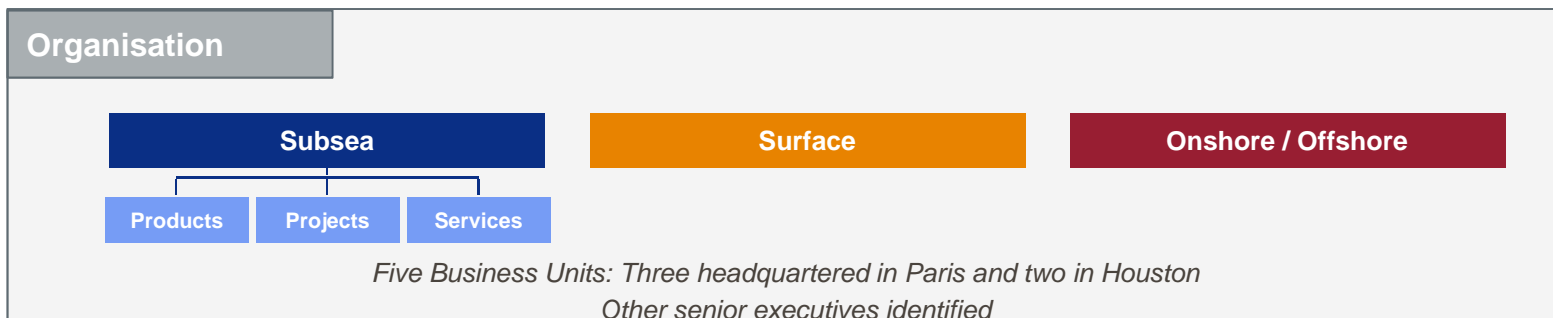 Organisation
Subsea
Surface
Onshore / Offshore
Products
Projects
Services
Five Business Units: Three headquartered in Paris and two in Houston
Other senior executives identified